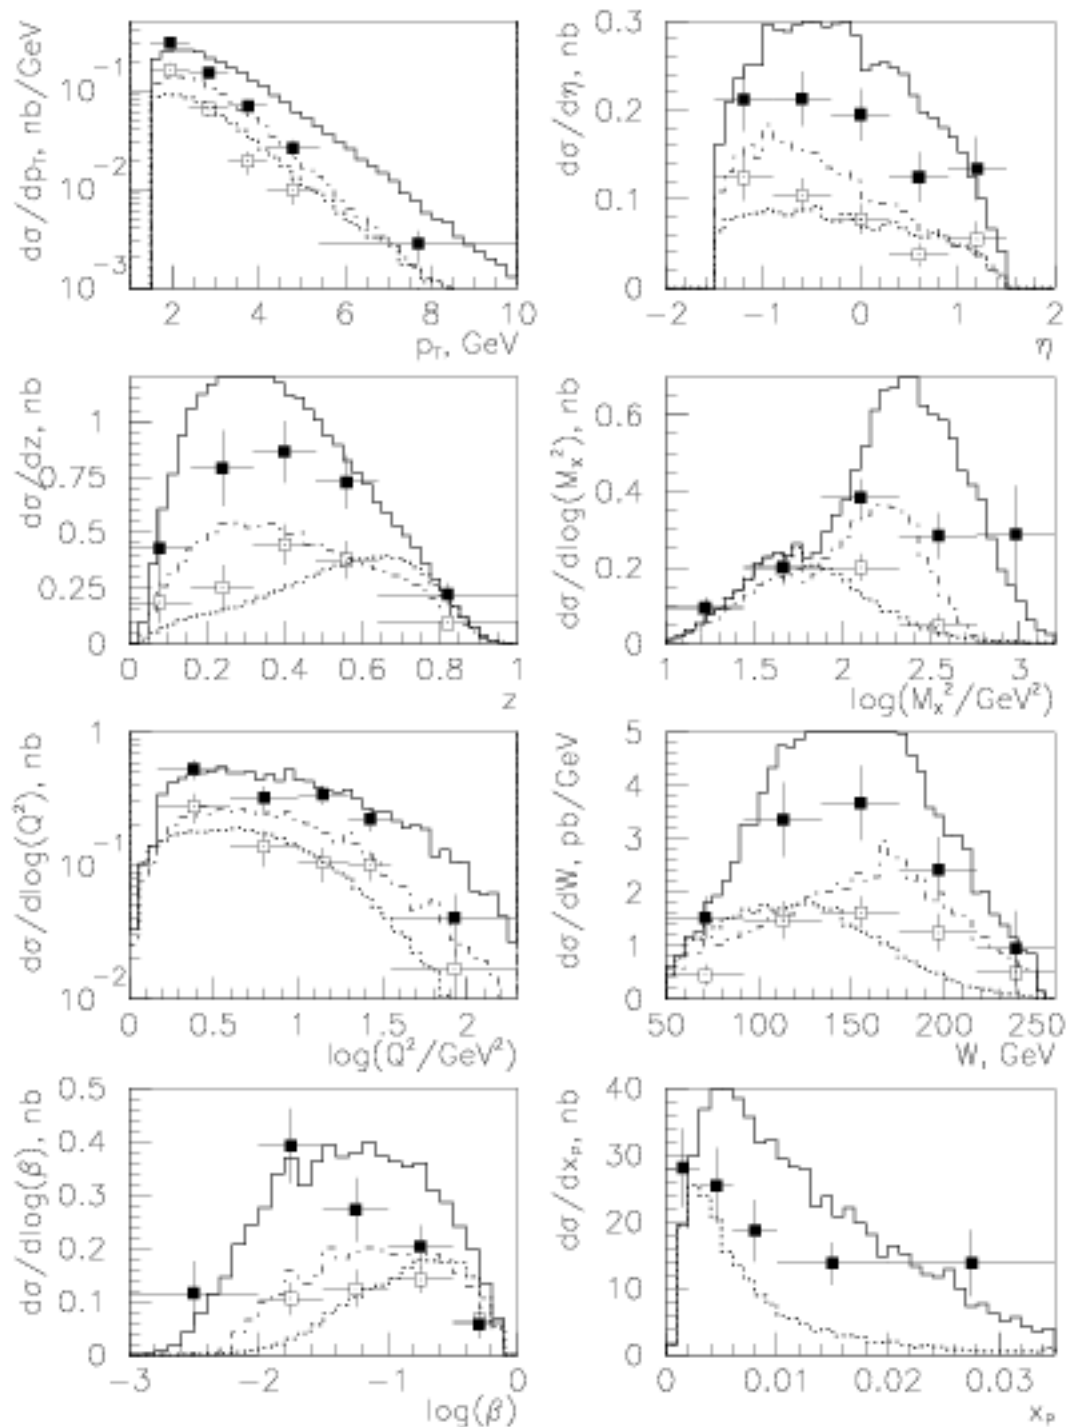 dσ/dp_T, nb/GeV
10^-1
10^-2
10^-3
2 4 6 8 10
p_T, GeV
dσ/dη, nb
0.3
0.2
0.1
0
-2 -1 0 1 2
η
dσ/dz, nb
1
0.75
0.5
0.25
0
0 0.2 0.4 0.6 0.8 1
z
dσ/dlog(M_x^2), nb
0.6
0.4
0.2
0
1 1.5 2 2.5 3
log(M_x^2/GeV^2)
dσ/dlog(Q^2), nb
1
10^-1
10^-2
0 0.5 1 1.5 2
log(Q^2/GeV^2)
dσ/dW, pb/GeV
5
4
3
2
1
0
50 100 150 200 250
W, GeV
dσ/dlog(β), nb
0.5
0.4
0.3
0.2
0.1
0
-3 -2 -1 0
log(β)
dσ/dx_P, nb
40
30
20
10
0
0 0.01 0.02 0.03
x_P